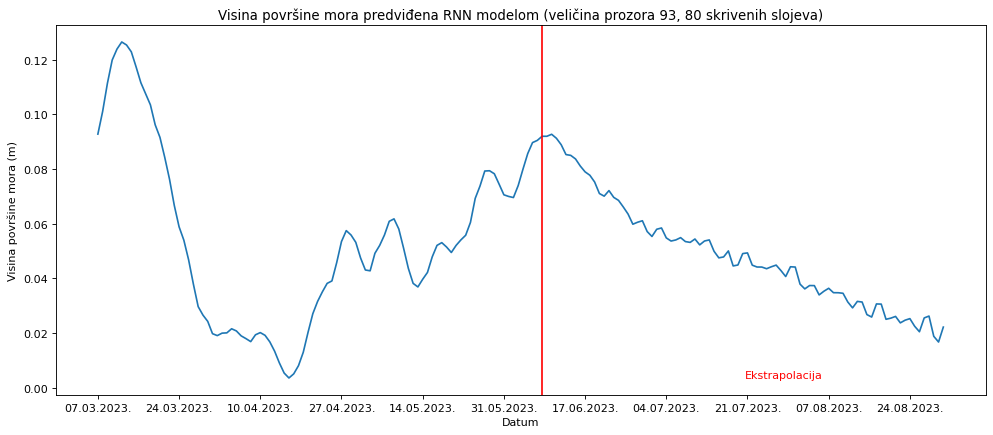 Visina površine mora predviđena RNN modelom (veličina prozora 93, 80 skrivenih slojeva)
Visina površine mora (m)
0.12
0.10
0.08
0.06
0.04
0.02
0.00
Ekstrapolacija
07.03.2023. 24.03.2023. 10.04.2023. 27.04.2023. 14.05.2023. 31.05.2023. 17.06.2023. 04.07.2023. 21.07.2023. 07.08.2023. 24.08.2023.
Datum